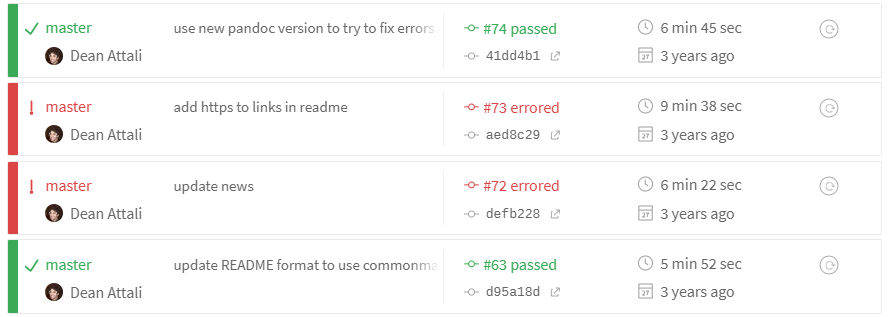 master use new pandoc version to try to fix errors #74 passed 6 min 45 sec
Dean Attali 41dd4b1 27 3 years ago
! master add https to links in readme #73 errored 9 min 38 sec
Dean Attali aed8c29 27 3 years ago
! master update news #72 errored 6 min 22 sec
Dean Attali defb228 27 3 years ago
master update README format to use commonma #63 passed 5 min 52 sec
Dean Attali d95a18d 27 3 years ago